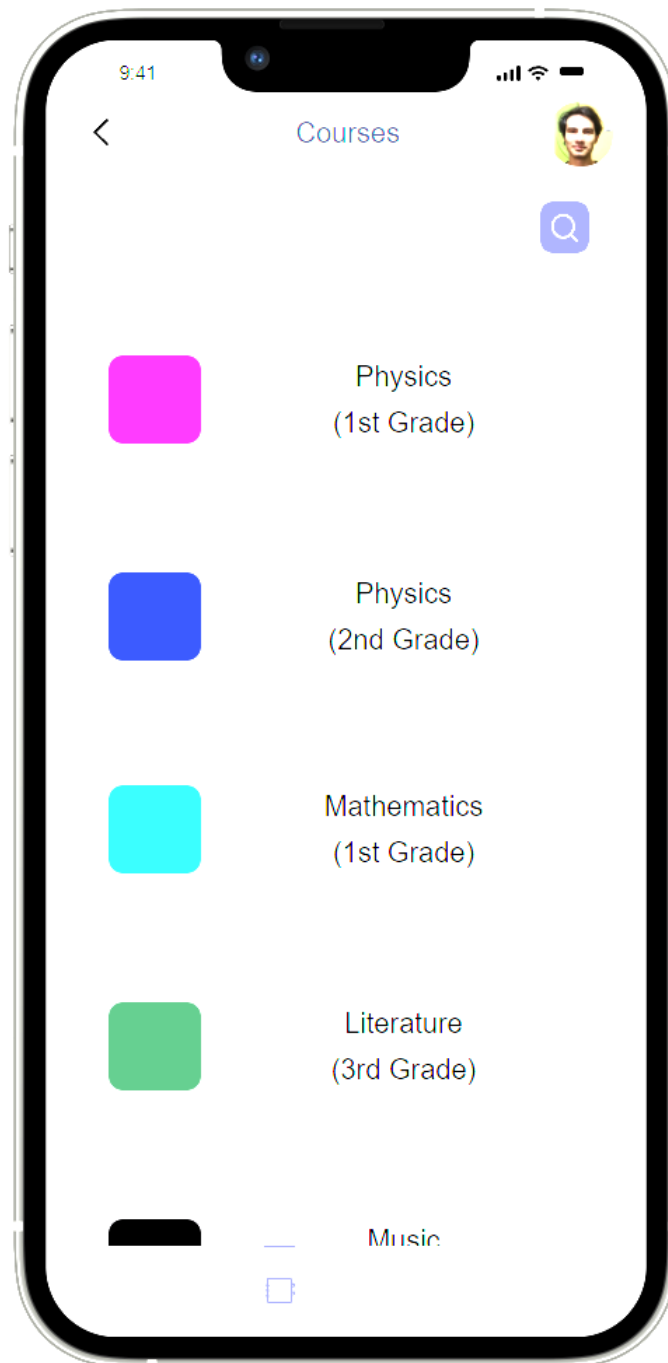 9:41
Courses
Physics
(1st Grade)
Physics
(2nd Grade)
Mathematics
(1st Grade)
Literature
(3rd Grade)
Music